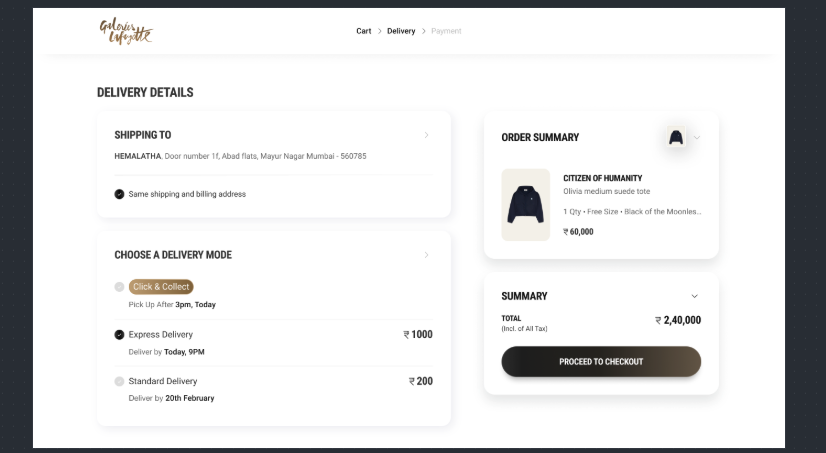 Galeries
Lafayette
Cart > Delivery > Payment
DELIVERY DETAILS
SHIPPING TO
HEMALATHA, Door number 1f, Abad flats, Mayur Nagar Mumbai - 560785
Same shipping and billing address
CHOOSE A DELIVERY MODE
Click & Collect
Pick Up After 3pm, Today
Express Delivery ₹ 1000
Deliver by Today, 9PM
Standard Delivery ₹ 200
Deliver by 20th February
ORDER SUMMARY
CITIZEN OF HUMANITY
Olivia medium suede tote
1 Qty • Free Size • Black of the Moonles...
₹ 60,000
SUMMARY
TOTAL ₹ 2,40,000
(Incl. of All Tax)
PROCEED TO CHECKOUT